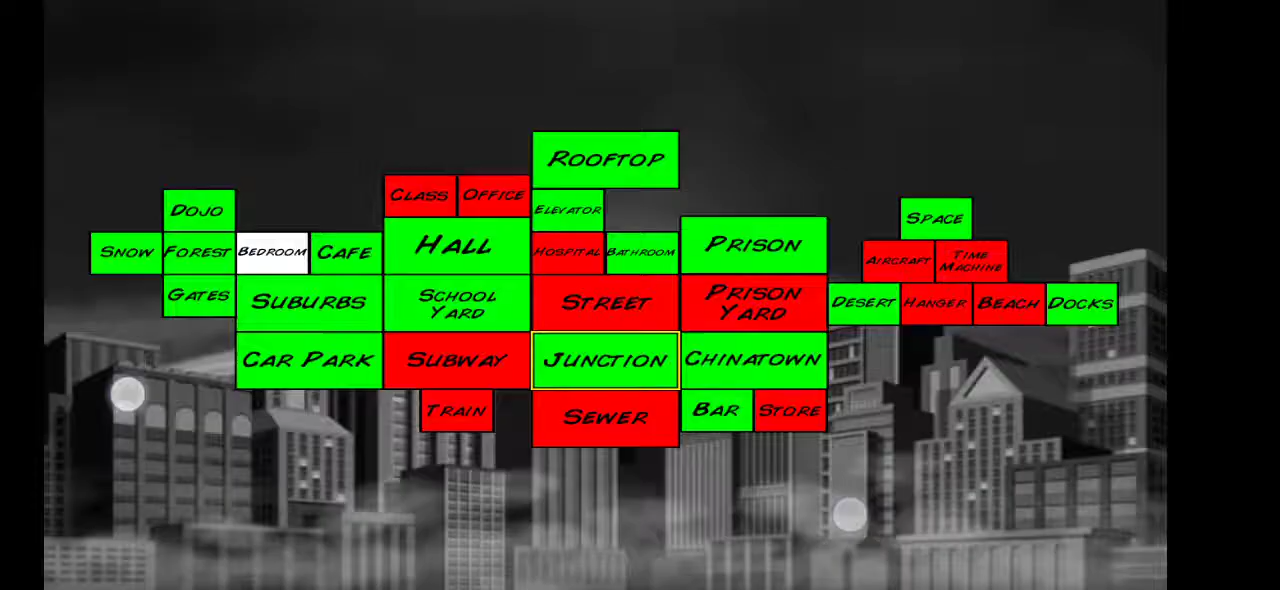 Rooftop
Class Office
Dojo
Elevator
Space
Snow Forest Bedroom Cafe
Hall
Hospital Bathroom
Prison
Aircraft
Time
Machine
Gates
Suburbs
School
Yard
Street
Prison
Yard
Desert Hanger Beach Docks
Car Park
Subway
Junction
Chinatown
Train
Sewer
Bar
Store